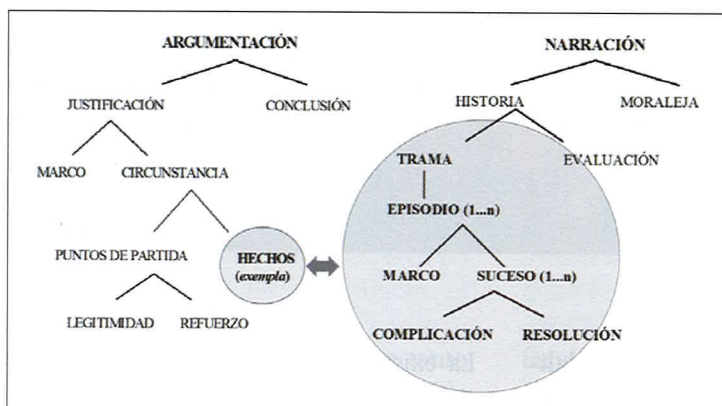 ARGUMENTACIÓN
JUSTIFICACIÓN CONCLUSIÓN
MARCO CIRCUNSTANCIA
PUNTOS DE PARTIDA
HECHOS
(exempla)
LEGITIMIDAD REFUERZO
NARRACIÓN
HISTORIA MORALEJA
TRAMA EVALUACIÓN
EPISODIO (1...n)
MARCO SUCESO (1...n)
COMPLICACIÓN RESOLUCIÓN